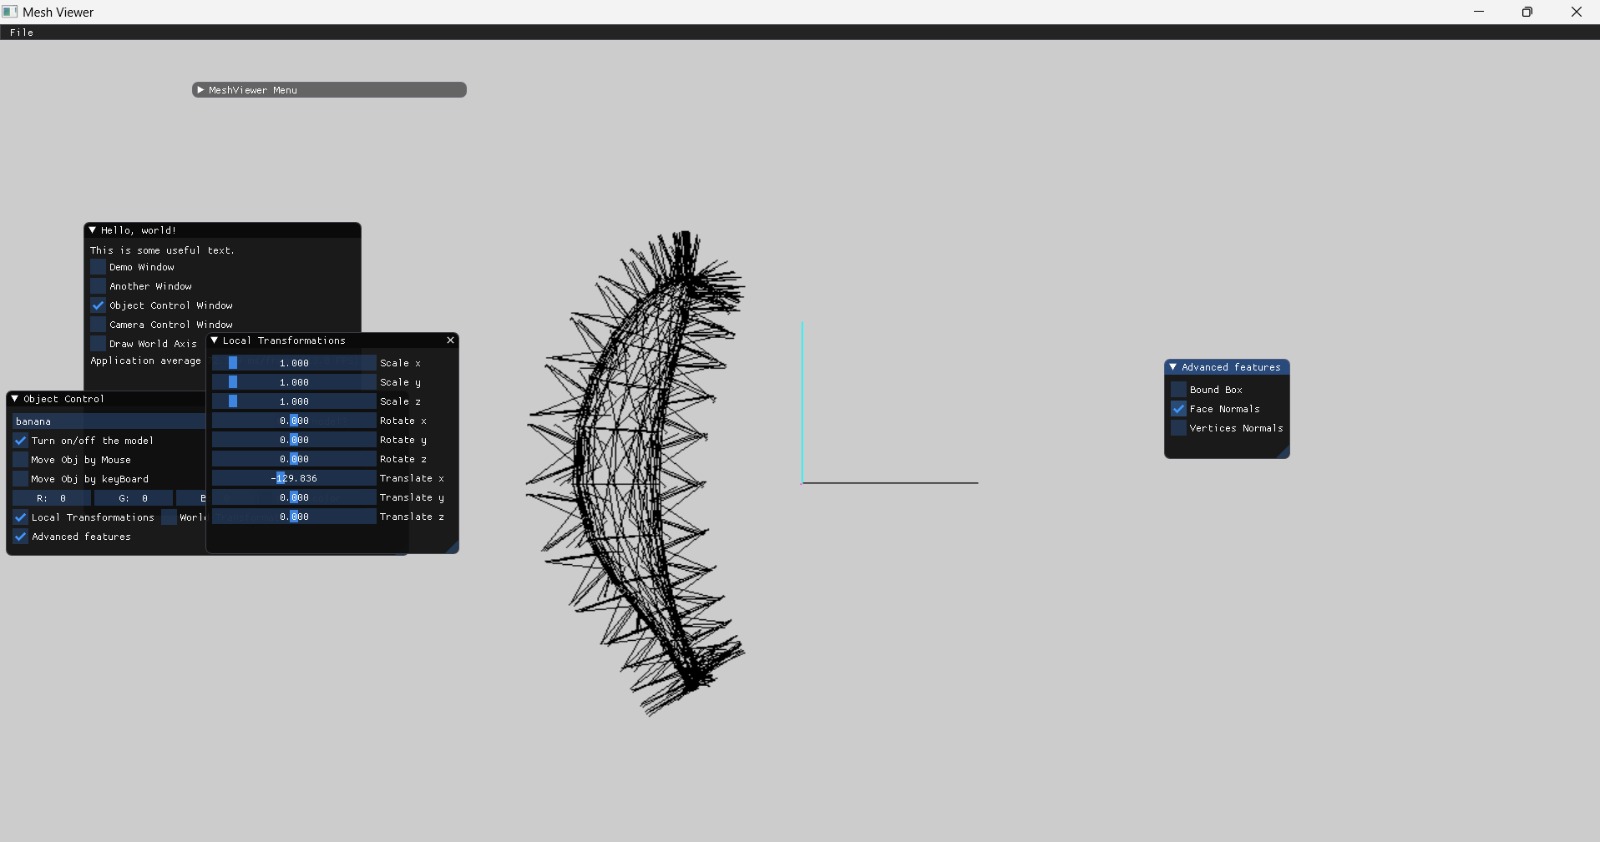 Mesh Viewer
File
MeshViewer Menu
Hello, world!
This is some useful text.
Demo Window
Another Window
Object Control Window
Camera Control Window
Draw World Axis
Application average
Object Control
banana
Turn on/off the model
Move Obj by Mouse
Move Obj by keyBoard
R: 0 G: 0
Local Transformations
Advanced features
Local Transformations
1.000 Scale x
1.000 Scale y
1.000 Scale z
0.000 Rotate x
0.000 Rotate y
0.000 Rotate z
-129.836 Translate x
0.000 Translate y
0.000 Translate z
Advanced features
Bound Box
Face Normals
Vertices Normals